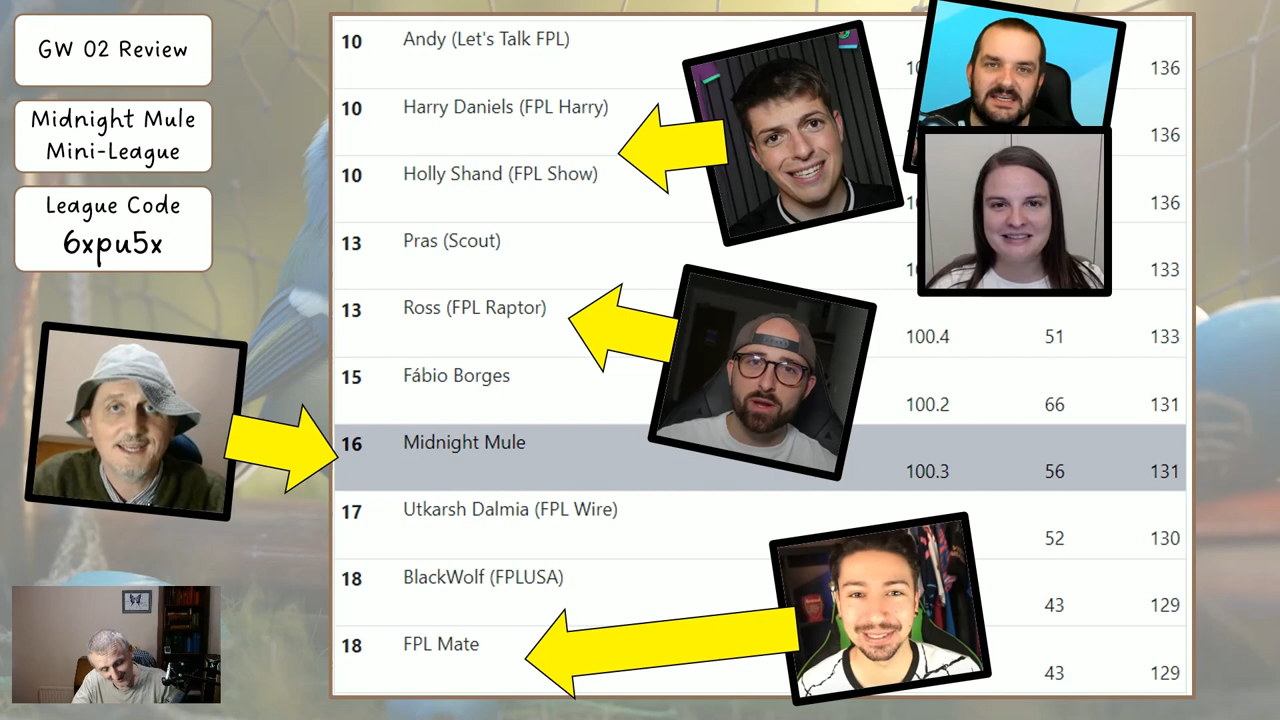 GW 02 Review
Midnight Mule
Mini-League
League Code
6xpu5x
10 Andy (Let's Talk FPL) 136
10 Harry Daniels (FPL Harry) 136
10 Holly Shand (FPL Show) 136
13 Pras (Scout) 133
13 Ross (FPL Raptor) 100.4 51 133
15 Fábio Borges 100.2 66 131
16 Midnight Mule 100.3 56 131
17 Utkarsh Dalmia (FPL Wire) 52 130
18 BlackWolf (FPLUSA) 43 129
18 FPL Mate 43 129